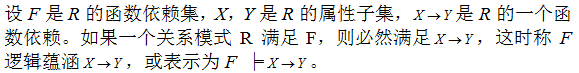 设 F 是 R 的函数依赖集，X，Y 是 R 的属性子集，X→Y 是 R 的一个函
数依赖。如果一个关系模式 R 满足 F，则必然满足 X→Y，这时称 F
逻辑蕴涵 X→Y，或表示为 F ⊨X→Y。